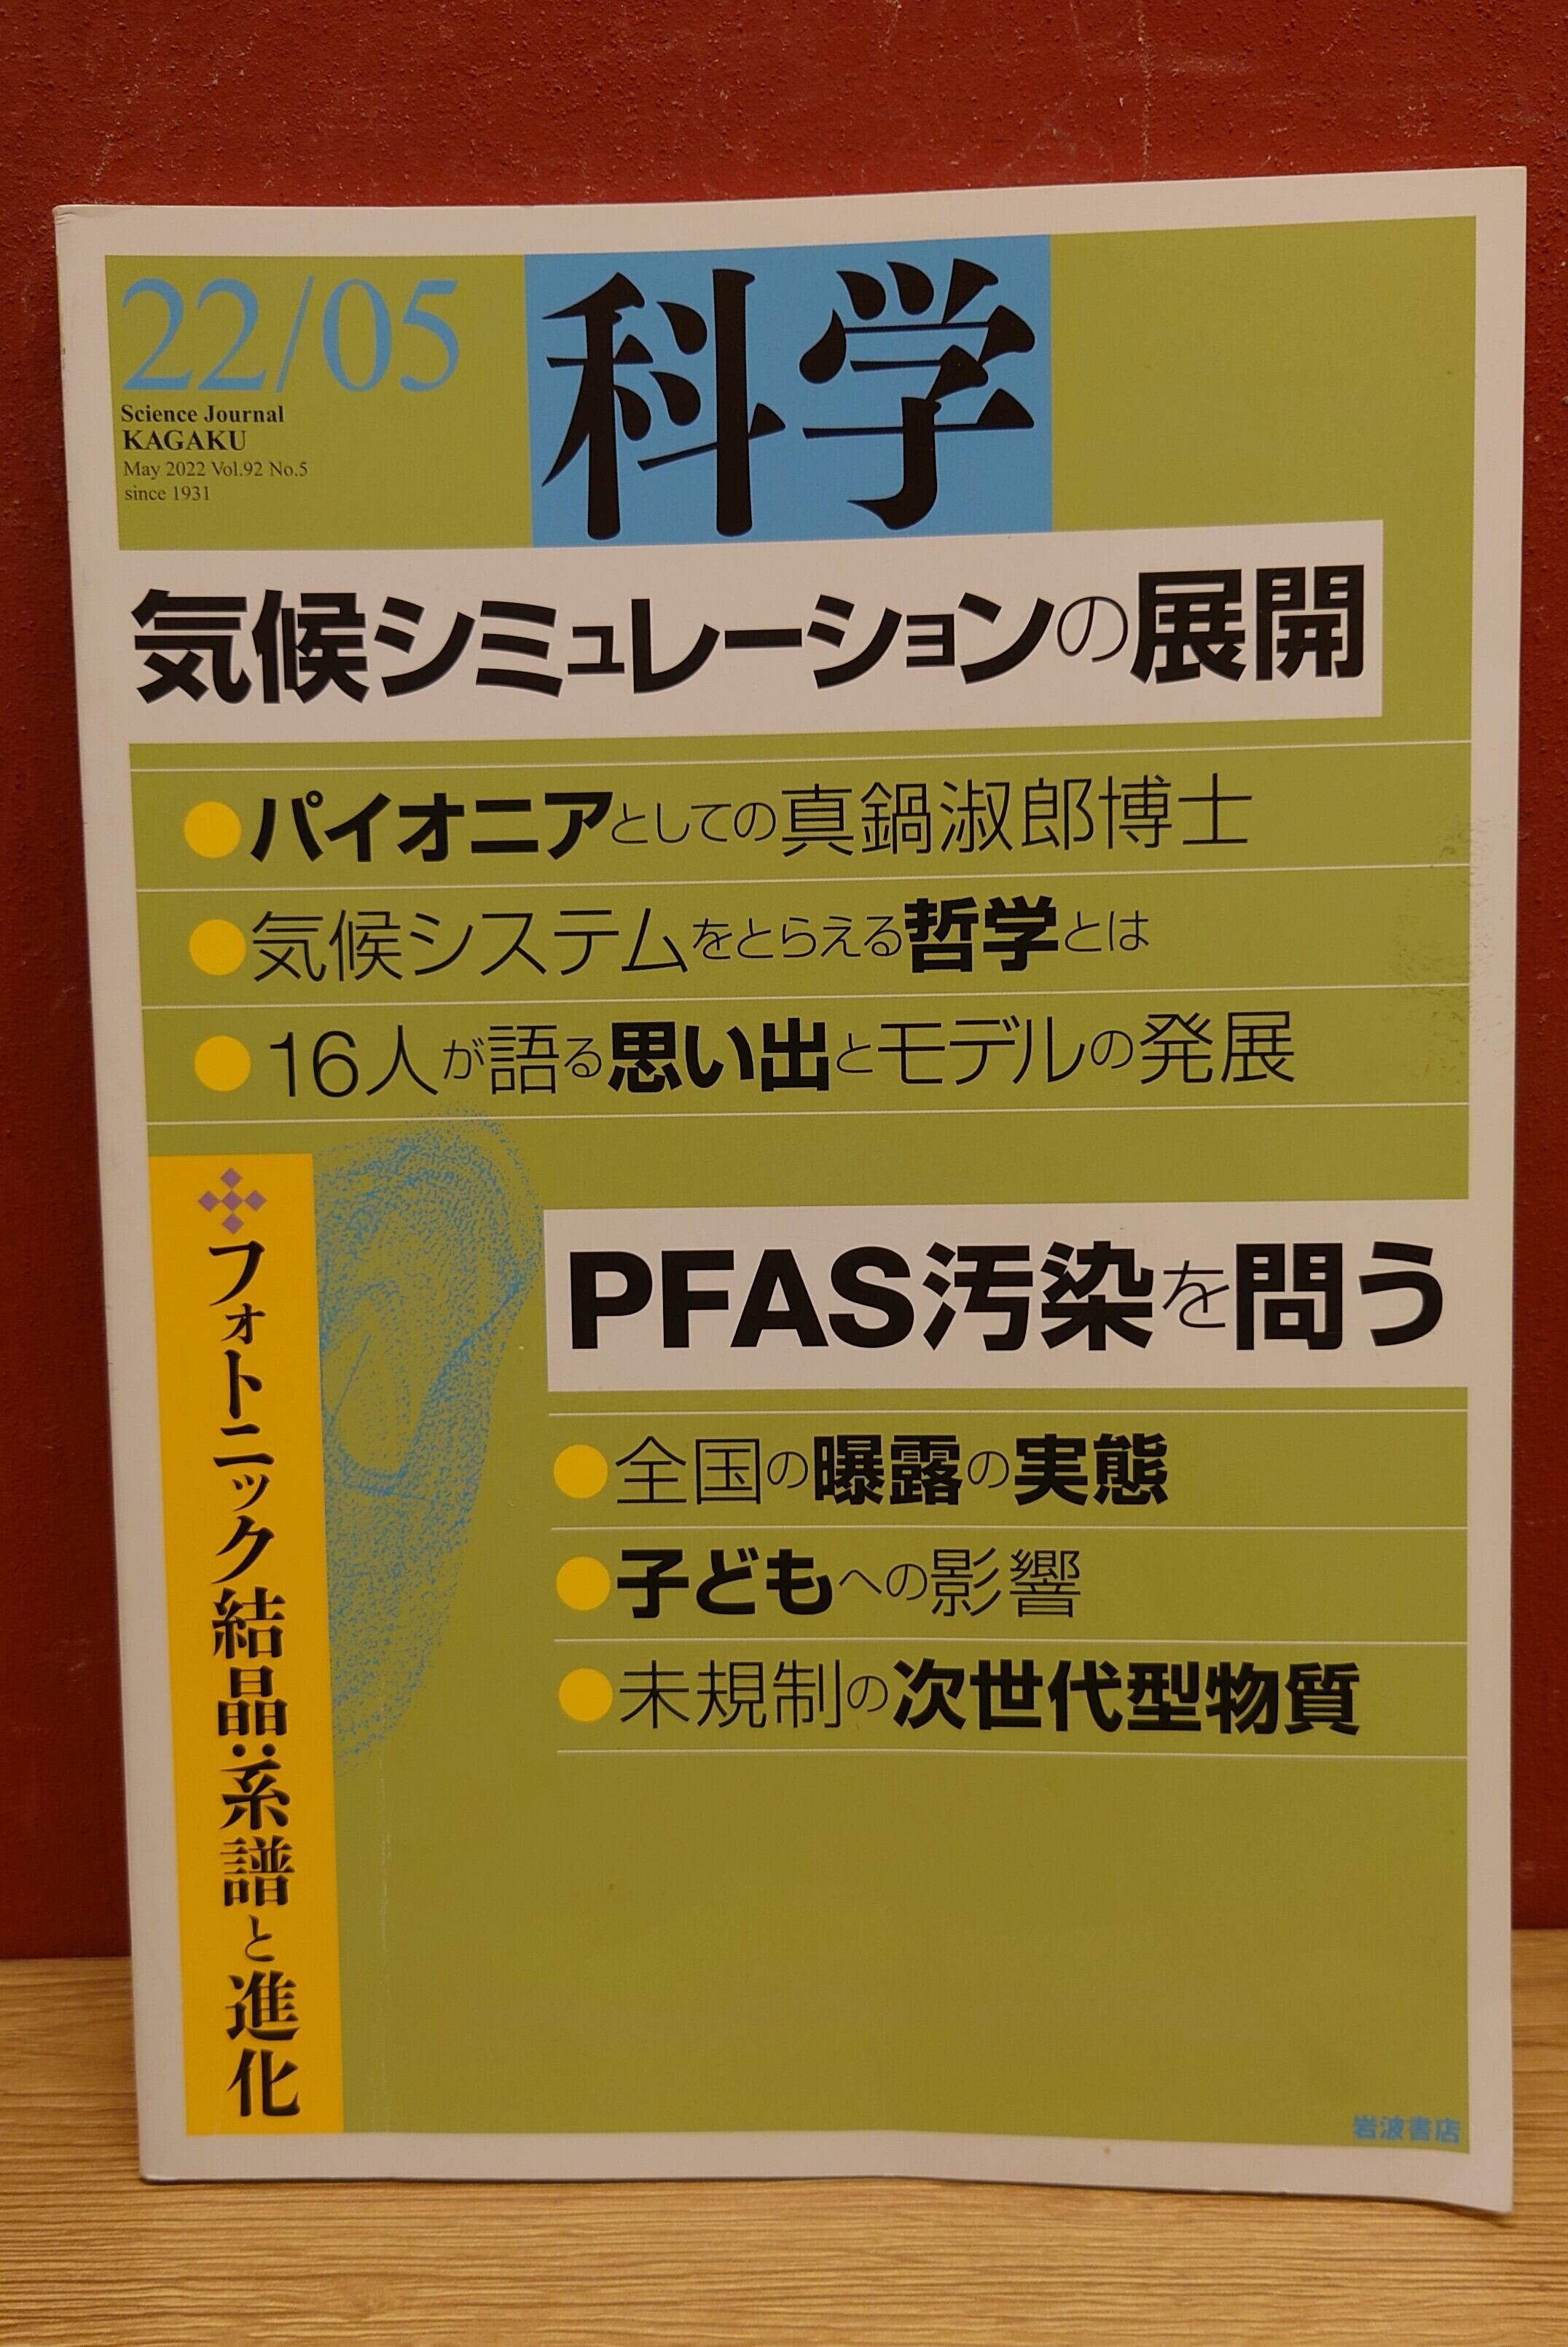 22/05
科学
Science Journal
KAGAKU
May 2022 Vol.92 No.5
since 1931
気候シミュレーションの展開
パイオニアとしての真鍋淑郎博士
気候システムをとらえる哲学とは
16人が語る思い出とモデルの発展
PFAS汚染を問う
全国の曝露の実態
子どもへの影響
未規制の次世代型物質
フォトニック結晶:系譜と進化
岩波書店